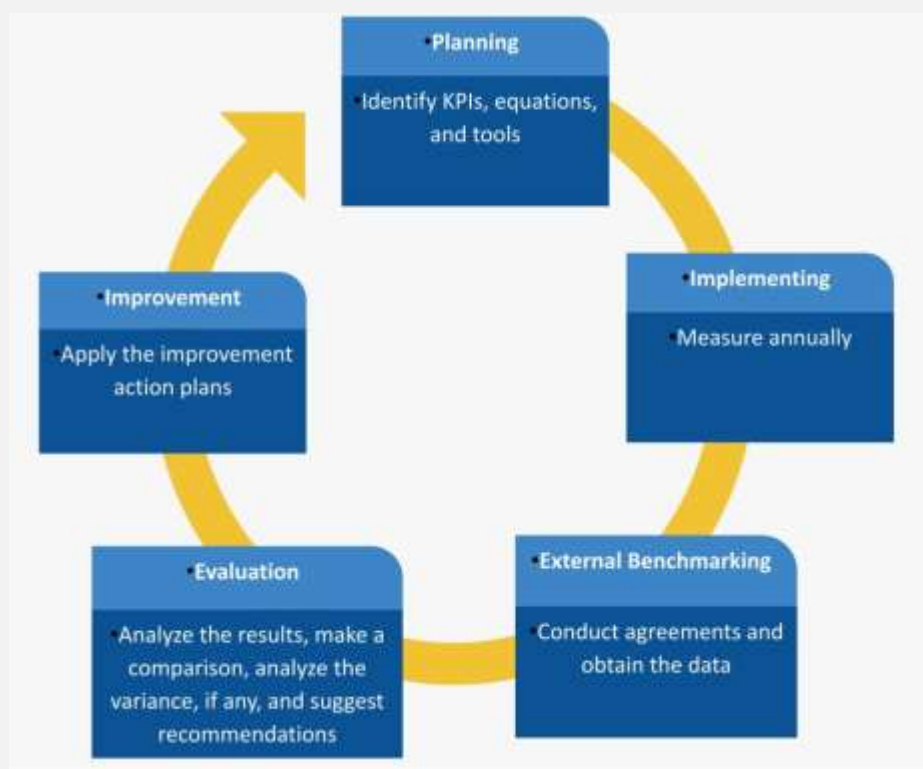 •Planning
•Identify KPIs, equations,
and tools
•Implementing
•Measure annually
•External Benchmarking
•Conduct agreements and
obtain the data
•Evaluation
•Analyze the results, make a
comparison, analyze the
variance, if any, and suggest
recommendations
•Improvement
•Apply the improvement
action plans